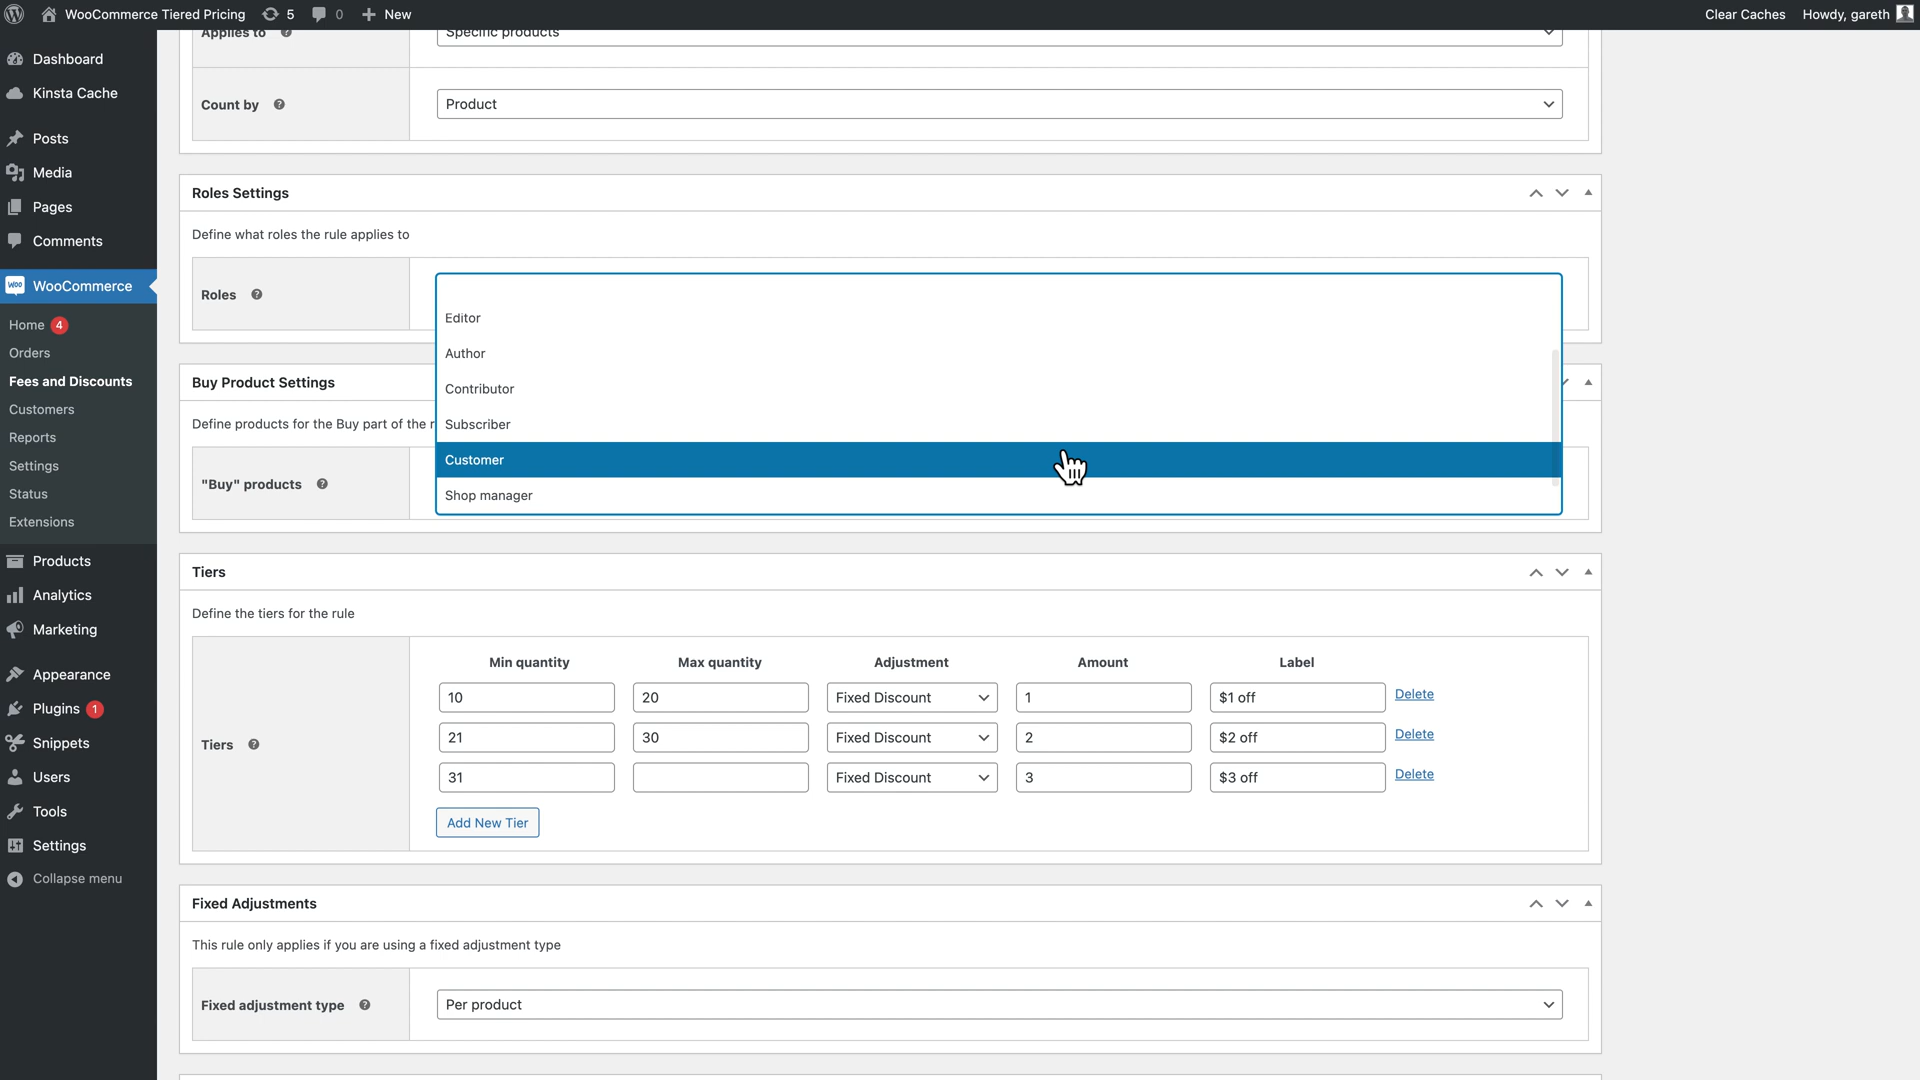 WooCommerce Tiered Pricing 5 0 New Clear Caches Howdy, gareth
Dashboard
Kinsta Cache
Posts
Media
Pages
Comments
woo WooCommerce
Home 4
Orders
Fees and Discounts
Customers
Reports
Settings
Status
Extensions
Products
Analytics
Marketing
Appearance
Plugins 1
Snippets
Users
Tools
Settings
Collapse menu
Applies to ? Specific products
Count by ? Product
Roles Settings
Define what roles the rule applies to
Roles ?
Editor
Author
Contributor
Subscriber
Customer
Shop manager
Buy Product Settings
Define products for the Buy part of the r
"Buy" products ?
Tiers
Define the tiers for the rule
Tiers ?
Min quantity Max quantity Adjustment Amount Label
10 20 Fixed Discount 1 $1 off Delete
21 30 Fixed Discount 2 $2 off Delete
31 Fixed Discount 3 $3 off Delete
Add New Tier
Fixed Adjustments
This rule only applies if you are using a fixed adjustment type
Fixed adjustment type ? Per product